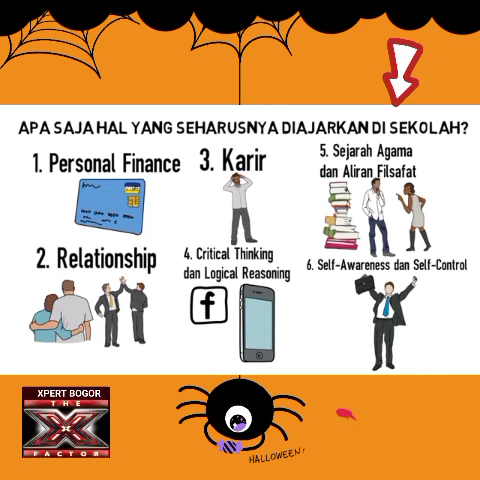 APA SAJA HAL YANG SEHARUSNYA DIAJARKAN DI SEKOLAH?
1. Personal Finance
2. Relationship
3. Karir
4. Critical Thinking
dan Logical Reasoning
f
5. Sejarah Agama
dan Aliran Filsafat
6. Self-Awareness dan Self-Control
XPERT BOGOR
THE
X
FACTOR
HALLOWEEN!